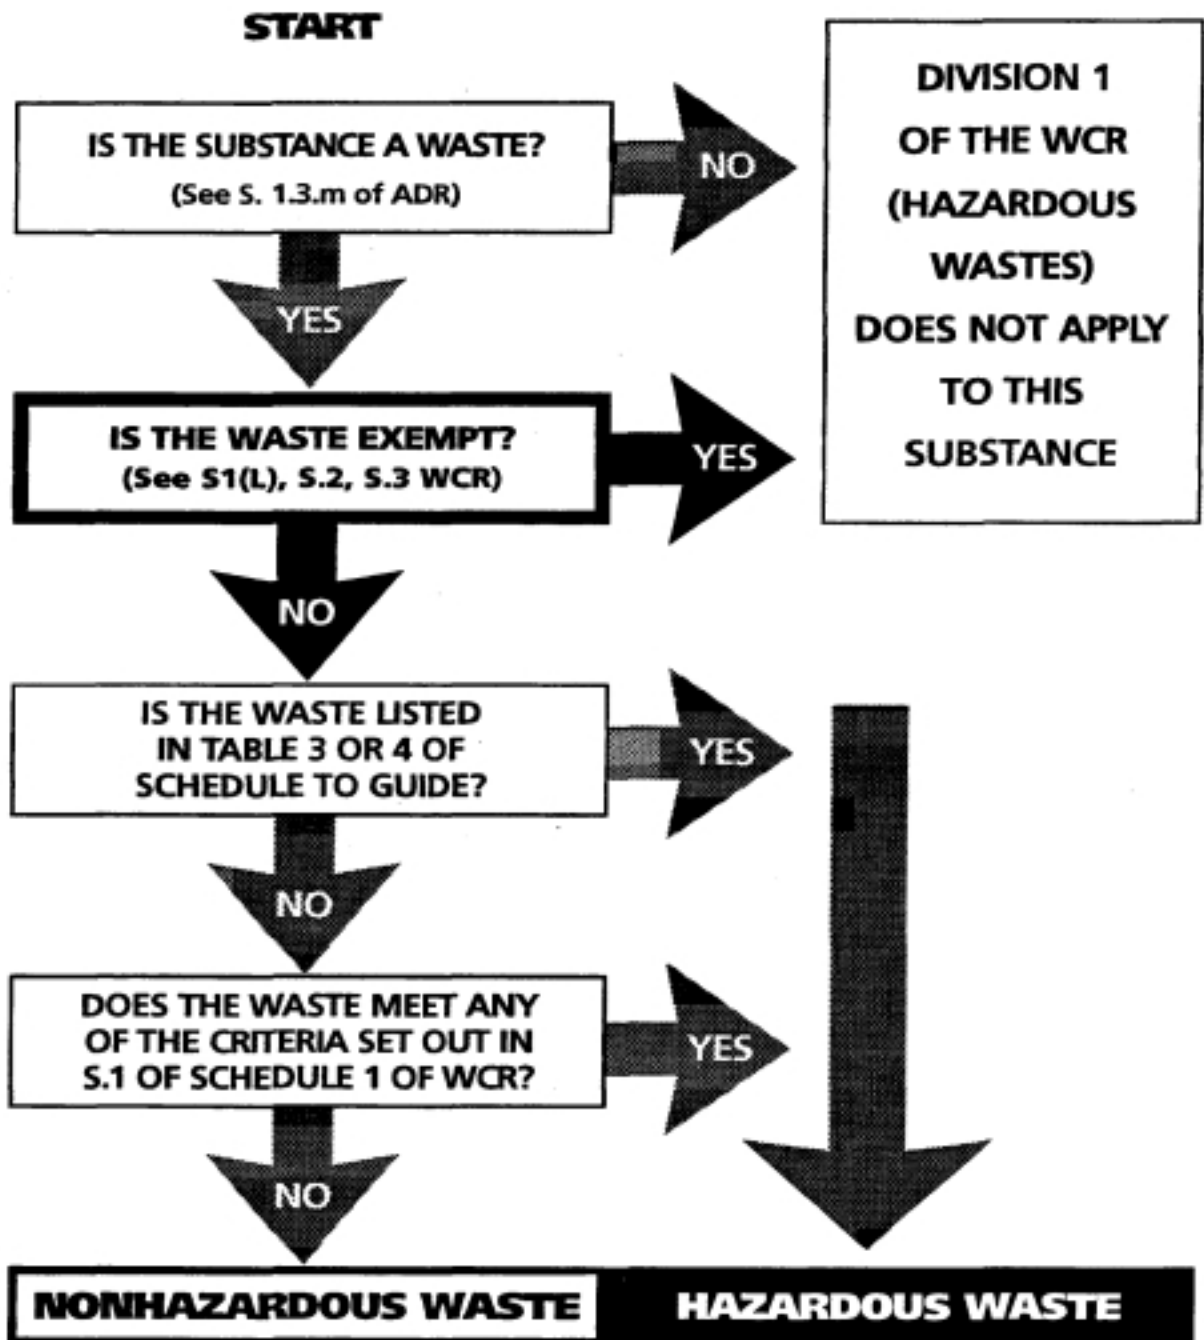 START
IS THE SUBSTANCE A WASTE?
(See S. 1.3.m of ADR)
NO
YES
DIVISION 1
OF THE WCR
(HAZARDOUS
WASTES)
DOES NOT APPLY
TO THIS
SUBSTANCE
IS THE WASTE EXEMPT?
(See S1(L), S.2, S.3 WCR)
YES
NO
IS THE WASTE LISTED
IN TABLE 3 OR 4 OF
SCHEDULE TO GUIDE?
YES
NO
DOES THE WASTE MEET ANY
OF THE CRITERIA SET OUT IN
S.1 OF SCHEDULE 1 OF WCR?
YES
NO
NONHAZARDOUS WASTE
HAZARDOUS WASTE